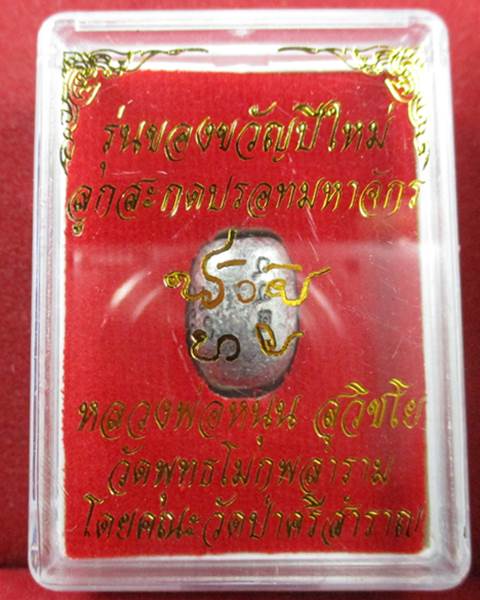 รุ่นของขวัญปีใหม่
ลูกสะกดปรอทมหาจักร
หลวงพ่อหนุน สุวิชโย
วัดพุทธโมกพลาราม
โดยคณะวัดป่าศรีสำราญ